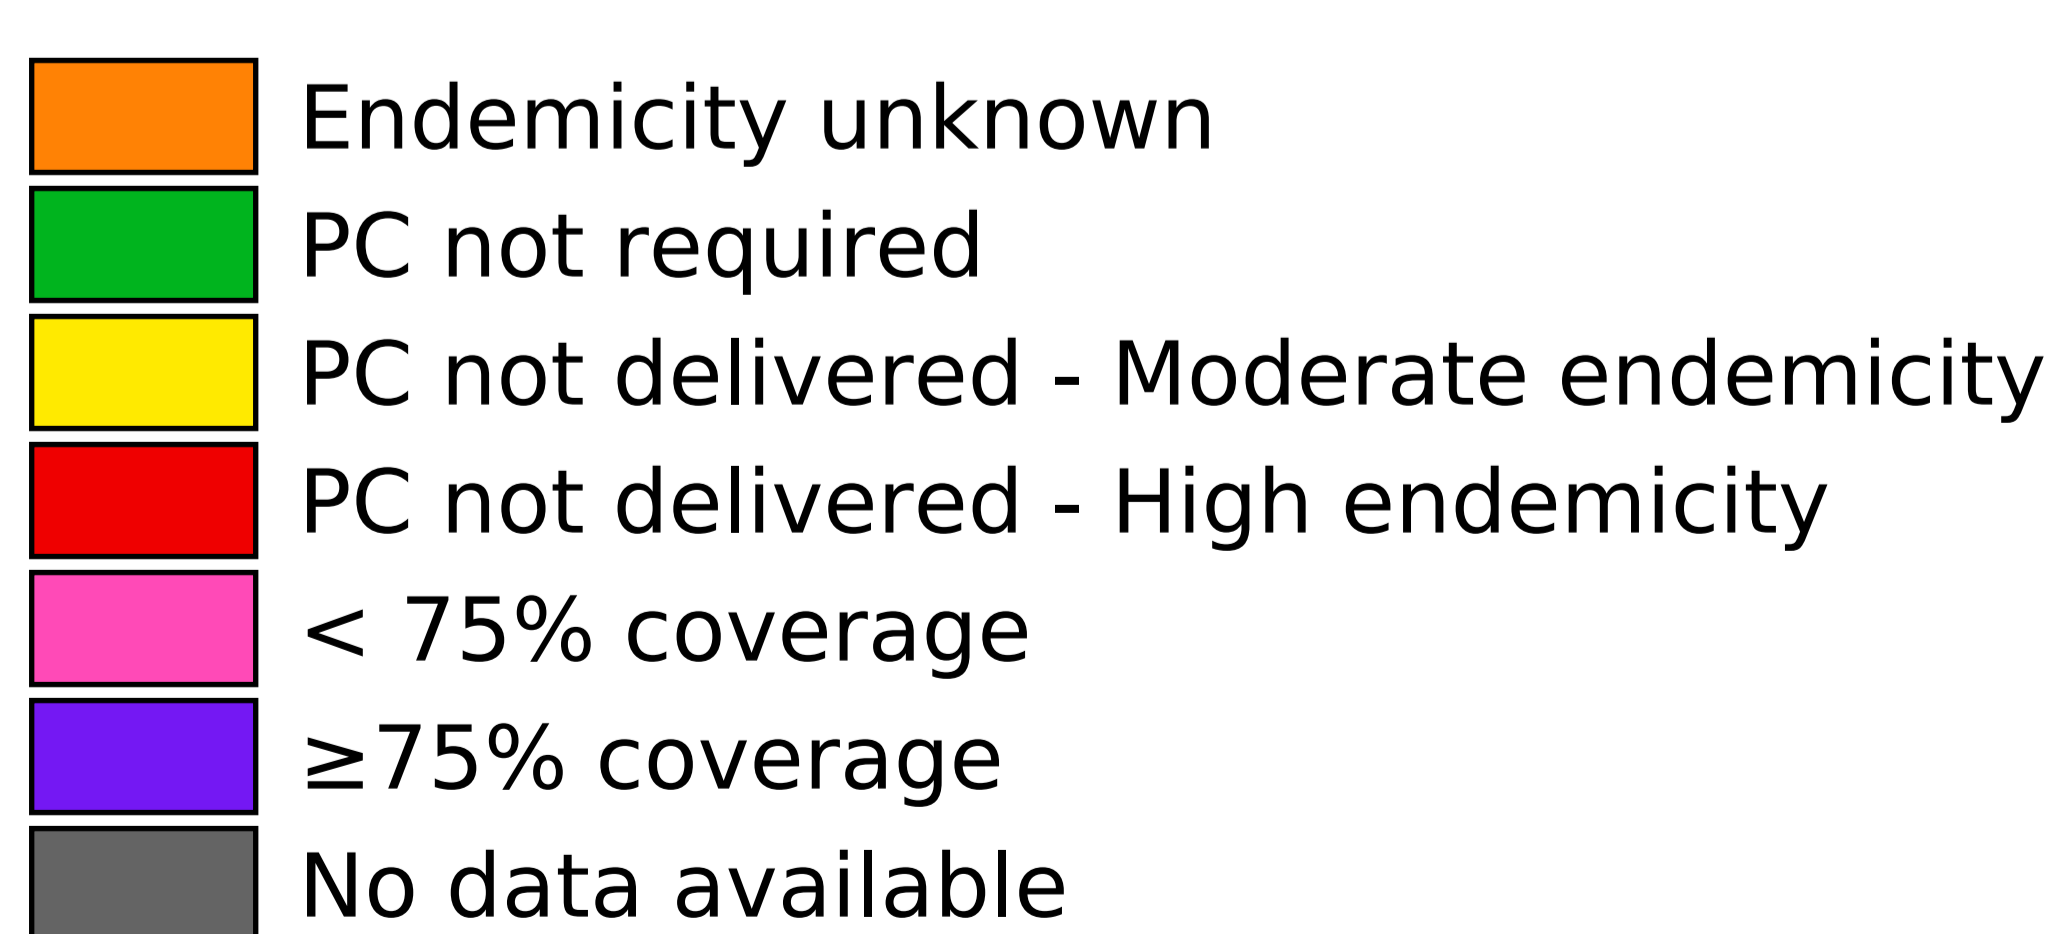 Endemicity unknown
PC not required
PC not delivered - Moderate endemicity
PC not delivered - High endemicity
< 75% coverage
≥75% coverage
No data available